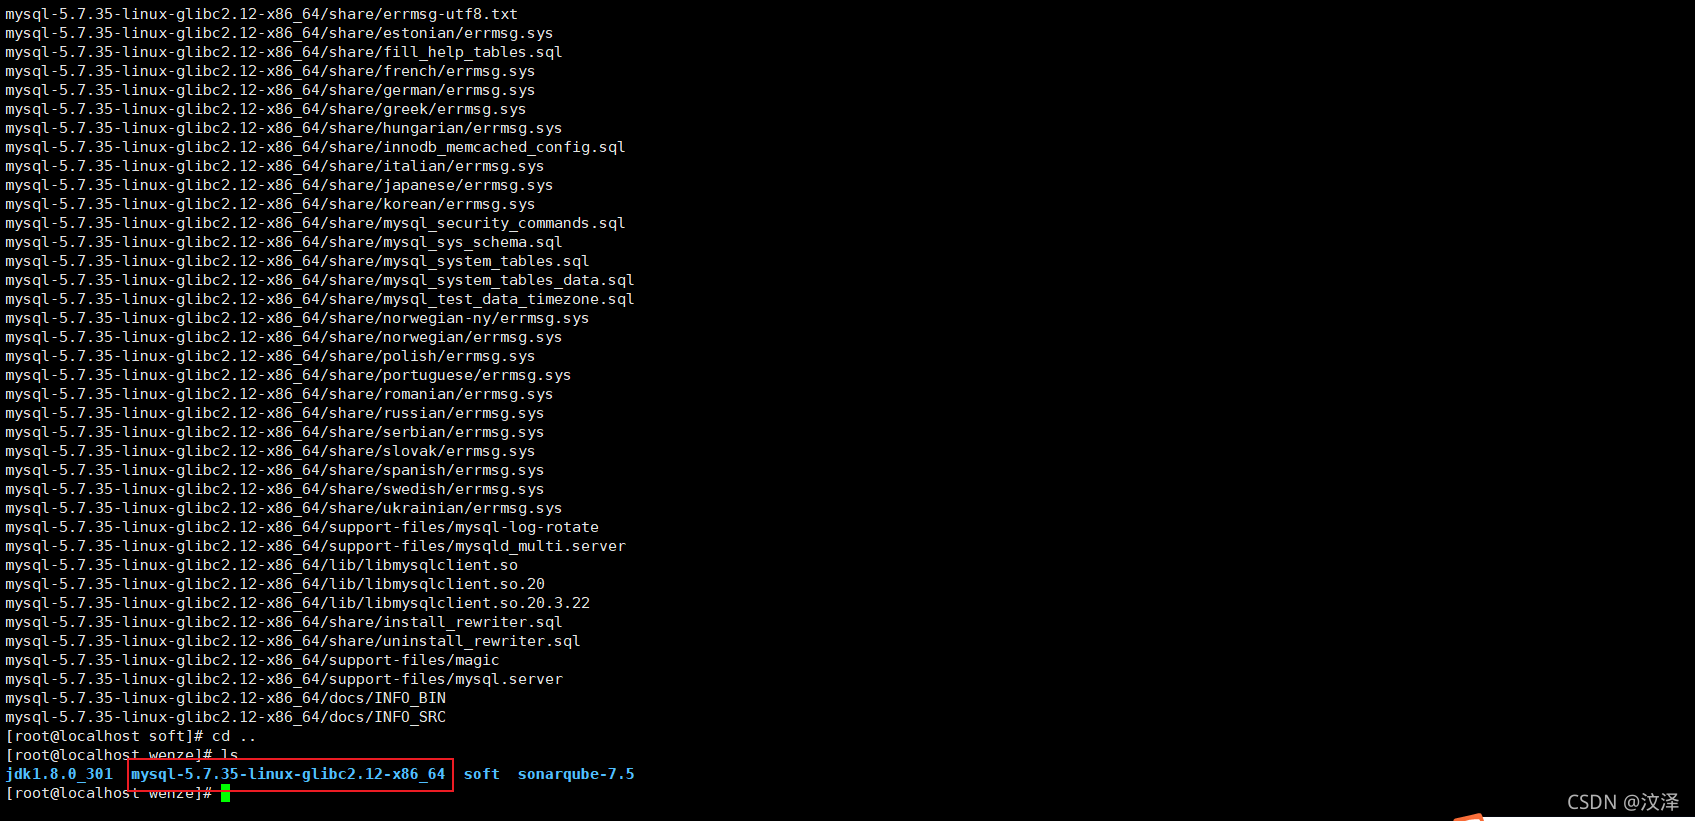 mysql-5.7.35-linux-glibc2.12-x86_64/share/errmsg-utf8.txt
mysql-5.7.35-linux-glibc2.12-x86_64/share/estonian/errmsg.sys
mysql-5.7.35-linux-glibc2.12-x86_64/share/fill_help_tables.sql
mysql-5.7.35-linux-glibc2.12-x86_64/share/french/errmsg.sys
mysql-5.7.35-linux-glibc2.12-x86_64/share/german/errmsg.sys
mysql-5.7.35-linux-glibc2.12-x86_64/share/greek/errmsg.sys
mysql-5.7.35-linux-glibc2.12-x86_64/share/hungarian/errmsg.sys
mysql-5.7.35-linux-glibc2.12-x86_64/share/innodb_memcached_config.sql
mysql-5.7.35-linux-glibc2.12-x86_64/share/italian/errmsg.sys
mysql-5.7.35-linux-glibc2.12-x86_64/share/japanese/errmsg.sys
mysql-5.7.35-linux-glibc2.12-x86_64/share/korean/errmsg.sys
mysql-5.7.35-linux-glibc2.12-x86_64/share/mysql_security_commands.sql
mysql-5.7.35-linux-glibc2.12-x86_64/share/mysql_sys_schema.sql
mysql-5.7.35-linux-glibc2.12-x86_64/share/mysql_system_tables.sql
mysql-5.7.35-linux-glibc2.12-x86_64/share/mysql_system_tables_data.sql
mysql-5.7.35-linux-glibc2.12-x86_64/share/mysql_test_data_timezone.sql
mysql-5.7.35-linux-glibc2.12-x86_64/share/norwegian-ny/errmsg.sys
mysql-5.7.35-linux-glibc2.12-x86_64/share/norwegian/errmsg.sys
mysql-5.7.35-linux-glibc2.12-x86_64/share/polish/errmsg.sys
mysql-5.7.35-linux-glibc2.12-x86_64/share/portuguese/errmsg.sys
mysql-5.7.35-linux-glibc2.12-x86_64/share/romanian/errmsg.sys
mysql-5.7.35-linux-glibc2.12-x86_64/share/russian/errmsg.sys
mysql-5.7.35-linux-glibc2.12-x86_64/share/serbian/errmsg.sys
mysql-5.7.35-linux-glibc2.12-x86_64/share/slovak/errmsg.sys
mysql-5.7.35-linux-glibc2.12-x86_64/share/spanish/errmsg.sys
mysql-5.7.35-linux-glibc2.12-x86_64/share/swedish/errmsg.sys
mysql-5.7.35-linux-glibc2.12-x86_64/share/ukrainian/errmsg.sys
mysql-5.7.35-linux-glibc2.12-x86_64/support-files/mysql-log-rotate
mysql-5.7.35-linux-glibc2.12-x86_64/support-files/mysqld_multi.server
mysql-5.7.35-linux-glibc2.12-x86_64/lib/libmysqlclient.so
mysql-5.7.35-linux-glibc2.12-x86_64/lib/libmysqlclient.so.20
mysql-5.7.35-linux-glibc2.12-x86_64/lib/libmysqlclient.so.20.3.22
mysql-5.7.35-linux-glibc2.12-x86_64/share/install_rewriter.sql
mysql-5.7.35-linux-glibc2.12-x86_64/share/uninstall_rewriter.sql
mysql-5.7.35-linux-glibc2.12-x86_64/support-files/magic
mysql-5.7.35-linux-glibc2.12-x86_64/support-files/mysql.server
mysql-5.7.35-linux-glibc2.12-x86_64/docs/INFO_BIN
mysql-5.7.35-linux-glibc2.12-x86_64/docs/INFO_SRC
[root@localhost soft]# cd ..
[root@localhost wenze]# ls
jdk1.8.0_301  mysql-5.7.35-linux-glibc2.12-x86_64  soft  sonarqube-7.5
[root@localhost wenze]#
CSDN @汶泽